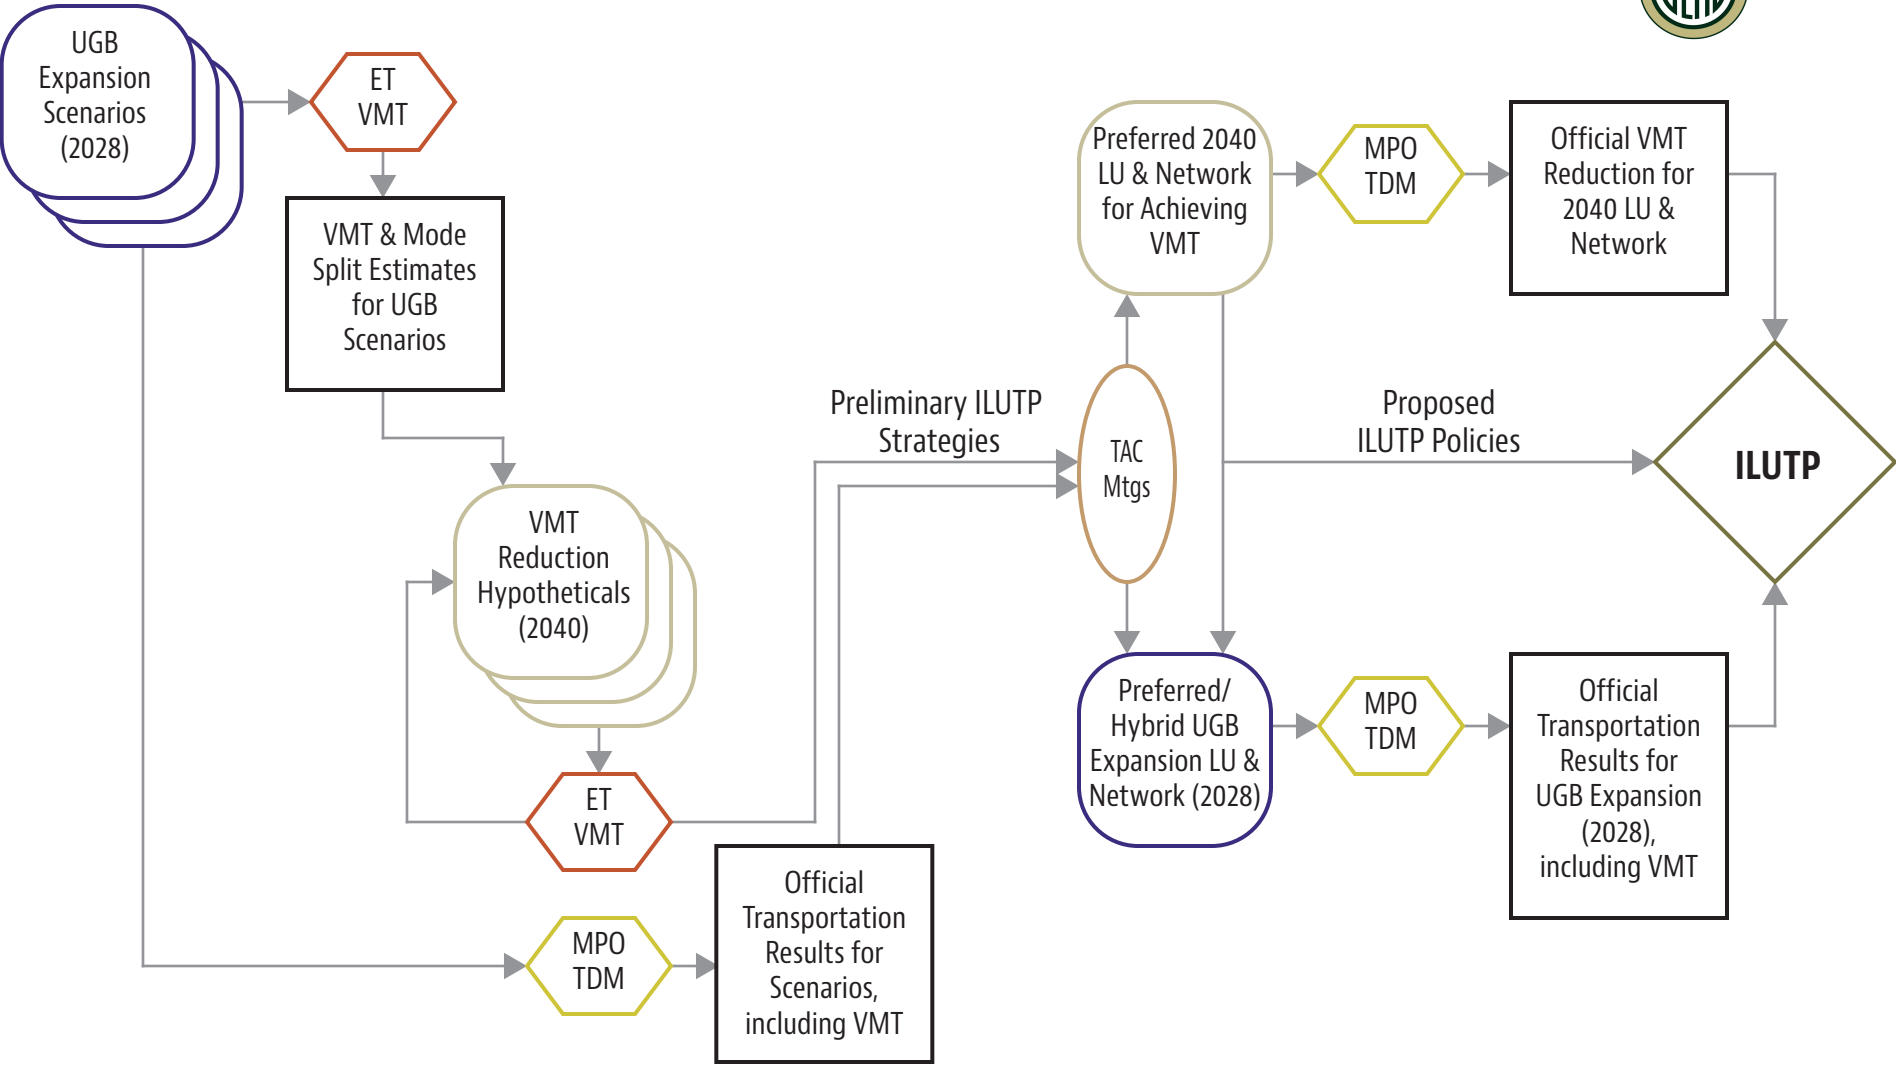 UGB
Expansion
Scenarios
(2028)
ET
VMT
VMT & Mode
Split Estimates
for UGB
Scenarios
VMT
Reduction
Hypotheticals
(2040)
ET
VMT
MPO
TDM
Official
Transportation
Results for
Scenarios,
including VMT
Preliminary ILUTP
Strategies
TAC
Mtgs
Preferred 2040
LU & Network
for Achieving
VMT
MPO
TDM
Official VMT
Reduction for
2040 LU &
Network
Proposed
ILUTP Policies
ILUTP
Preferred/
Hybrid UGB
Expansion LU &
Network (2028)
MPO
TDM
Official
Transportation
Results for
UGB Expansion
(2028),
including VMT